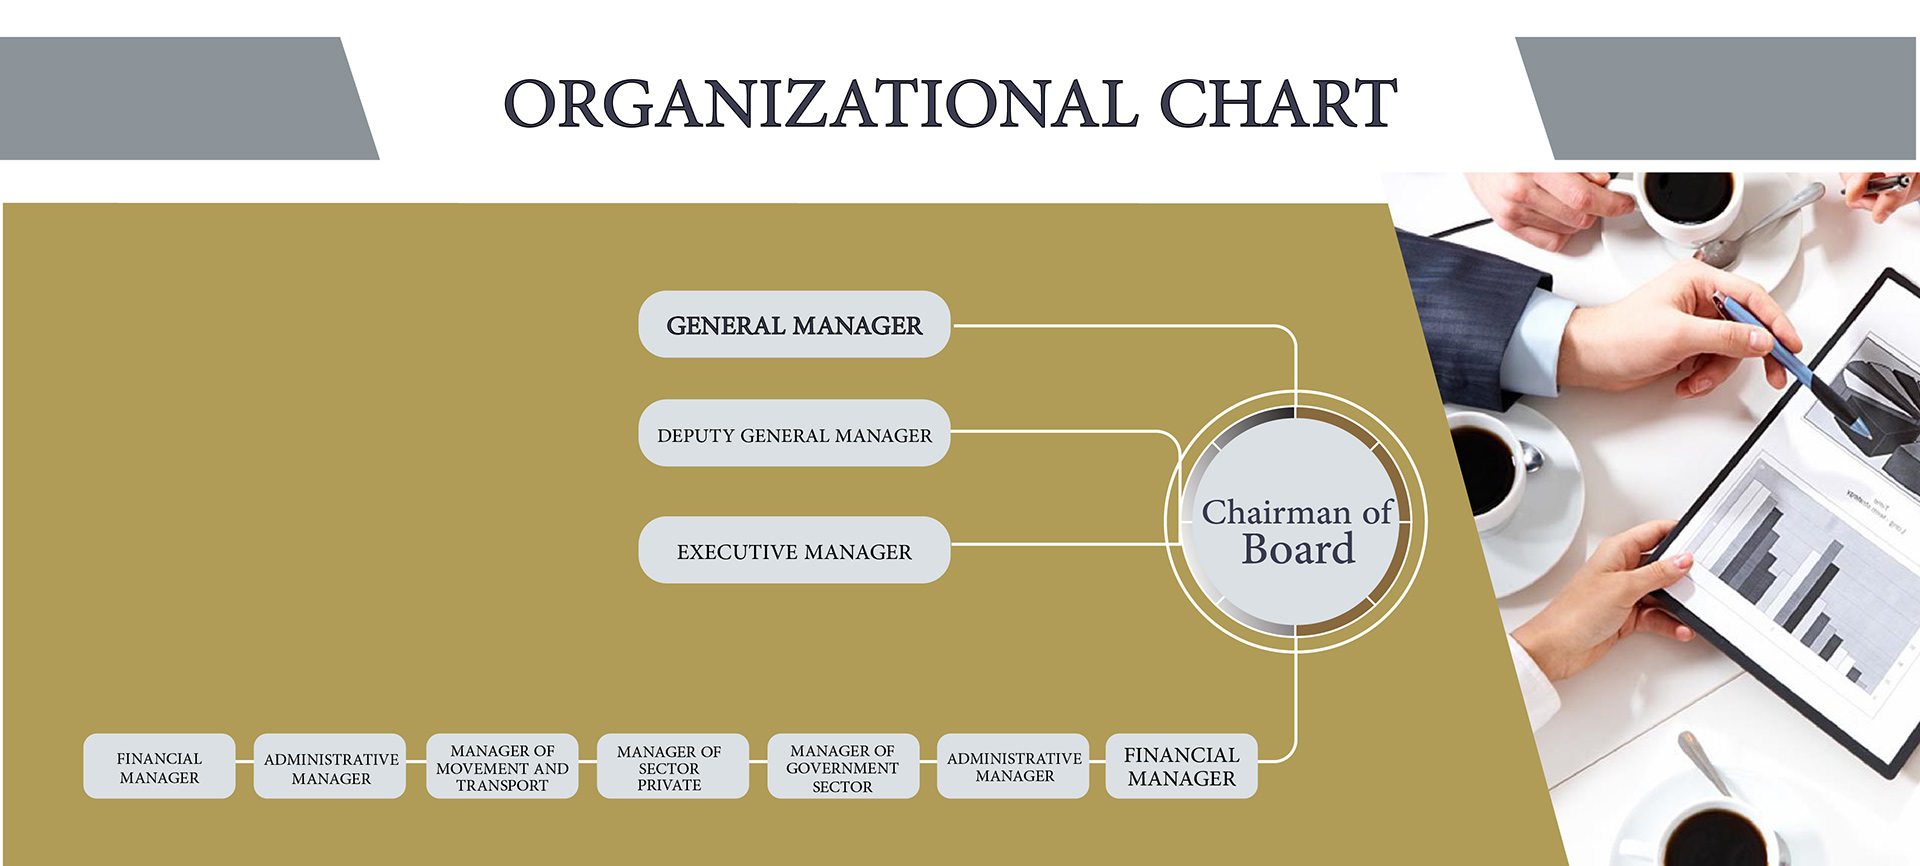 ORGANIZATIONAL CHART
GENERAL MANAGER
DEPUTY GENERAL MANAGER
EXECUTIVE MANAGER
Chairman of
Board
FINANCIAL
MANAGER
ADMINISTRATIVE
MANAGER
MANAGER OF
MOVEMENT AND
TRANSPORT
MANAGER OF
SECTOR
PRIVATE
MANAGER OF
GOVERNMENT
SECTOR
ADMINISTRATIVE
MANAGER
FINANCIAL
MANAGER